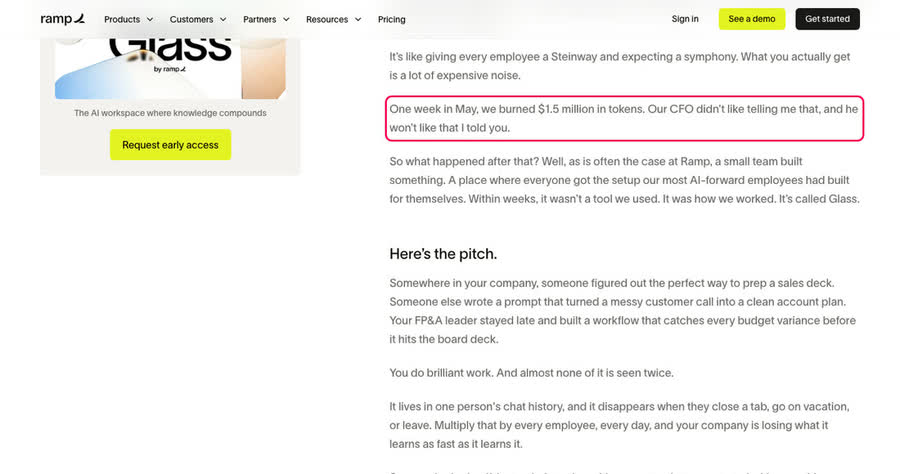 ramp
Products
Customers
Partners
Resources
Pricing
Sign in
See a demo
Get started
Glass
by ramp
The AI workspace where knowledge compounds
Request early access
It's like giving every employee a Steinway and expecting a symphony. What you actually get
is a lot of expensive noise.
One week in May, we burned $1.5 million in tokens. Our CFO didn't like telling me that, and he
won't like that I told you.
So what happened after that? Well, as is often the case at Ramp, a small team built
something. A place where everyone got the setup our most AI-forward employees had built
for themselves. Within weeks, it wasn't a tool we used. It was how we worked. It's called Glass.
Here's the pitch.
Somewhere in your company, someone figured out the perfect way to prep a sales deck.
Someone else wrote a prompt that turned a messy customer call into a clean account plan.
Your FP&A leader stayed late and built a workflow that catches every budget variance before
it hits the board deck.
You do brilliant work. And almost none of it is seen twice.
It lives in one person's chat history, and it disappears when they close a tab, go on vacation,
or leave. Multiply that by every employee, every day, and your company is losing what it
learns as fast as it learns it.